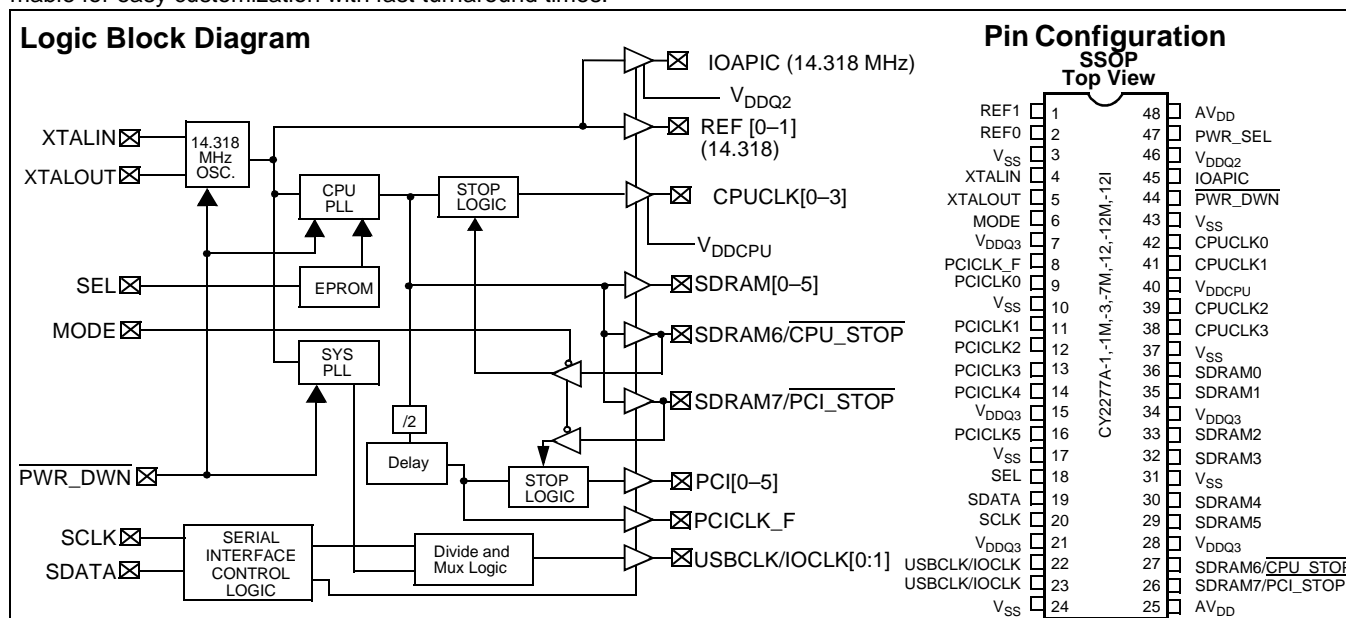 mable for easy customization with fast turnaround times.
Logic Block Diagram
XTALIN
XTALOUT
14.318
MHz
OSC.
CPU
PLL
STOP
LOGIC
SEL
EPROM
MODE
SYS
PLL
/2
Delay
STOP
LOGIC
PWR_DWN
SCLK
SDATA
SERIAL
INTERFACE
CONTROL
LOGIC
Divide and
Mux Logic
IOAPIC (14.318 MHz)
VDDQ2
REF [0–1]
(14.318)
CPUCLK[0–3]
VDDCPU
SDRAM[0–5]
SDRAM6/CPU_STOP
SDRAM7/PCI_STOP
PCI[0–5]
PCICLK_F
USBCLK/IOCLK[0:1]
Pin Configuration
SSOP
Top View
REF1 1 48 AVDD
REF0 2 47 PWR_SEL
VSS 3 46 VDDQ2
XTALIN 4 45 IOAPIC
XTALOUT 5 44 PWR_DWN
MODE 6 43 VSS
VDDQ3 7 42 CPUCLK0
PCICLK_F 8 41 CPUCLK1
PCICLK0 9 40 VDDCPU
VSS 10 39 CPUCLK2
PCICLK1 11 38 CPUCLK3
PCICLK2 12 37 VSS
PCICLK3 13 36 SDRAM0
PCICLK4 14 35 SDRAM1
VDDQ3 15 34 VDDQ3
PCICLK5 16 33 SDRAM2
VSS 17 32 SDRAM3
SEL 18 31 VSS
SDATA 19 30 SDRAM4
SCLK 20 29 SDRAM5
VDDQ3 21 28 VDDQ3
USBCLK/IOCLK 22 27 SDRAM6/CPU_STOP
USBCLK/IOCLK 23 26 SDRAM7/PCI_STOP
VSS 24 25 AVDD
CY2277A-1,-1M,-3,-7M,-12,-12M,-12I